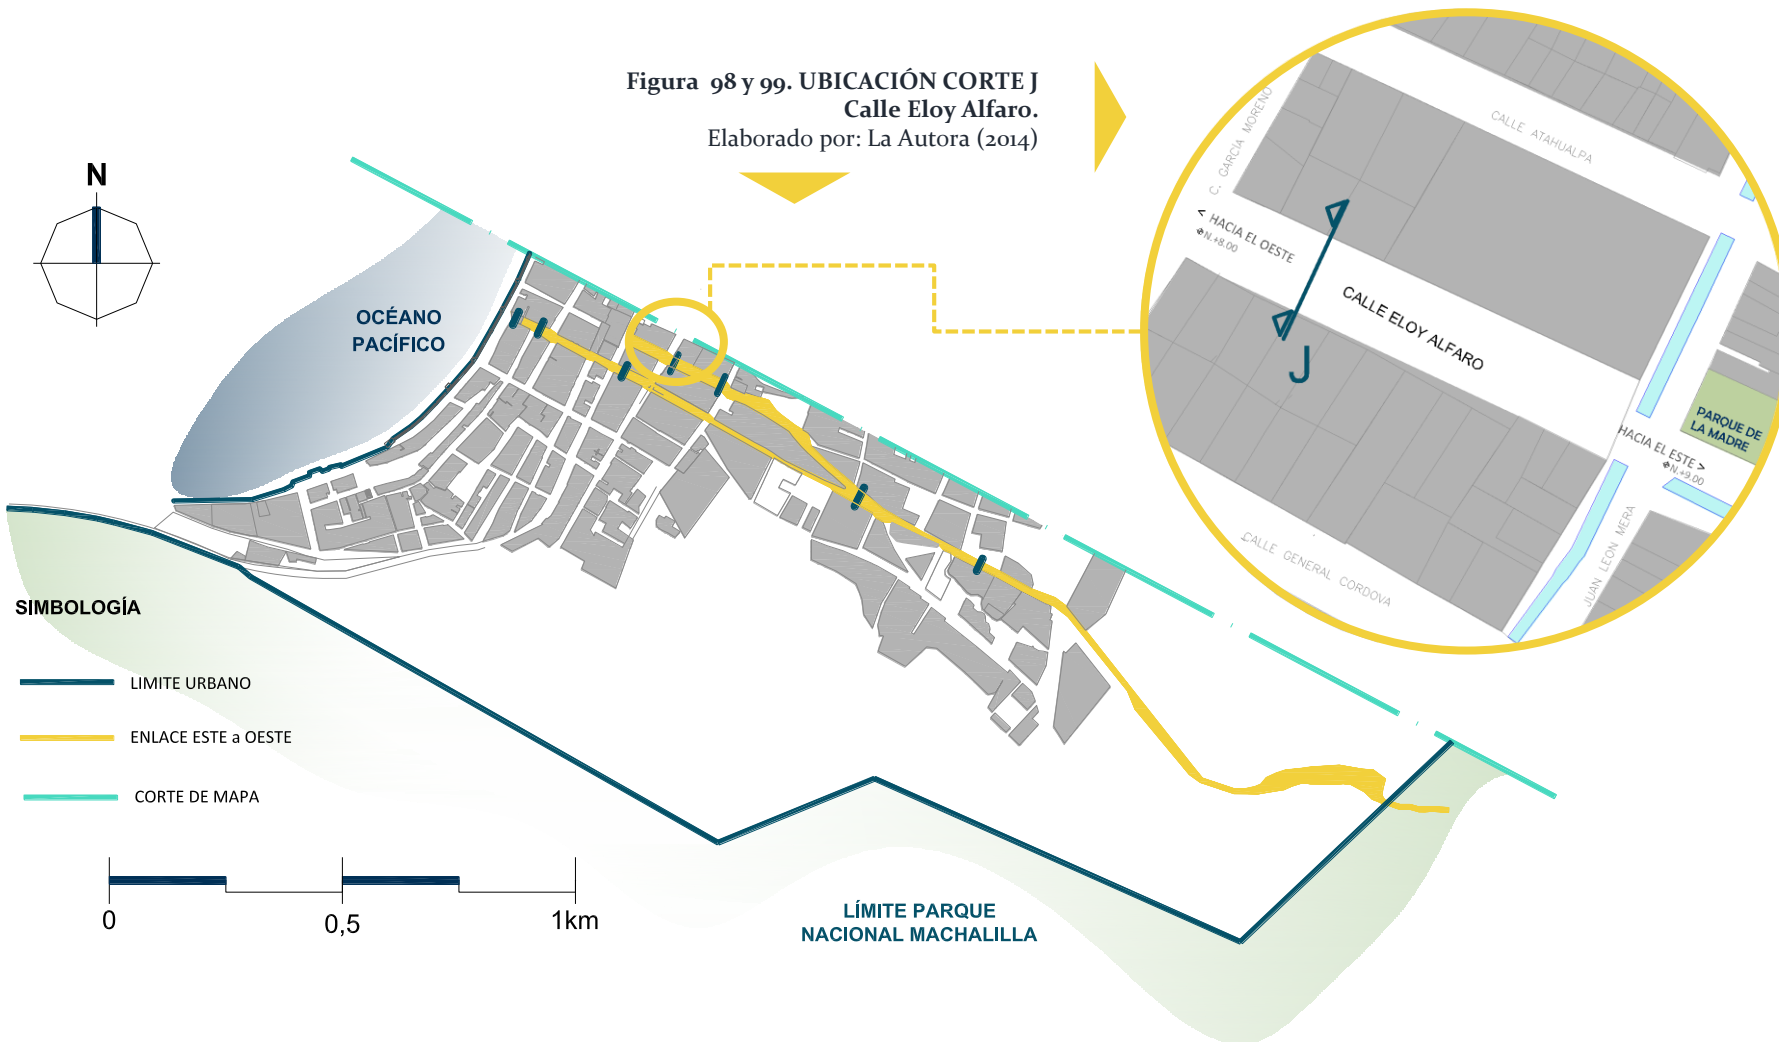 Figura 98 y 99. UBICACIÓN CORTE J
Calle Eloy Alfaro.
Elaborado por: La Autora (2014)
N
OCÉANO
PACÍFICO
SIMBOLOGÍA
LIMITE URBANO
ENLACE ESTE a OESTE
CORTE DE MAPA
0
0,5
1km
LÍMITE PARQUE
NACIONAL MACHALILLA
C. GARCÍA MORENO
CALLE ATAHUALPA
< HACIA EL OESTE
N.+8.00
CALLE ELOY ALFARO
J
PARQUE DE
LA MADRE
HACIA EL ESTE >
N.+9.00
CALLE GENERAL CORDOVA
JUAN LEON MERA